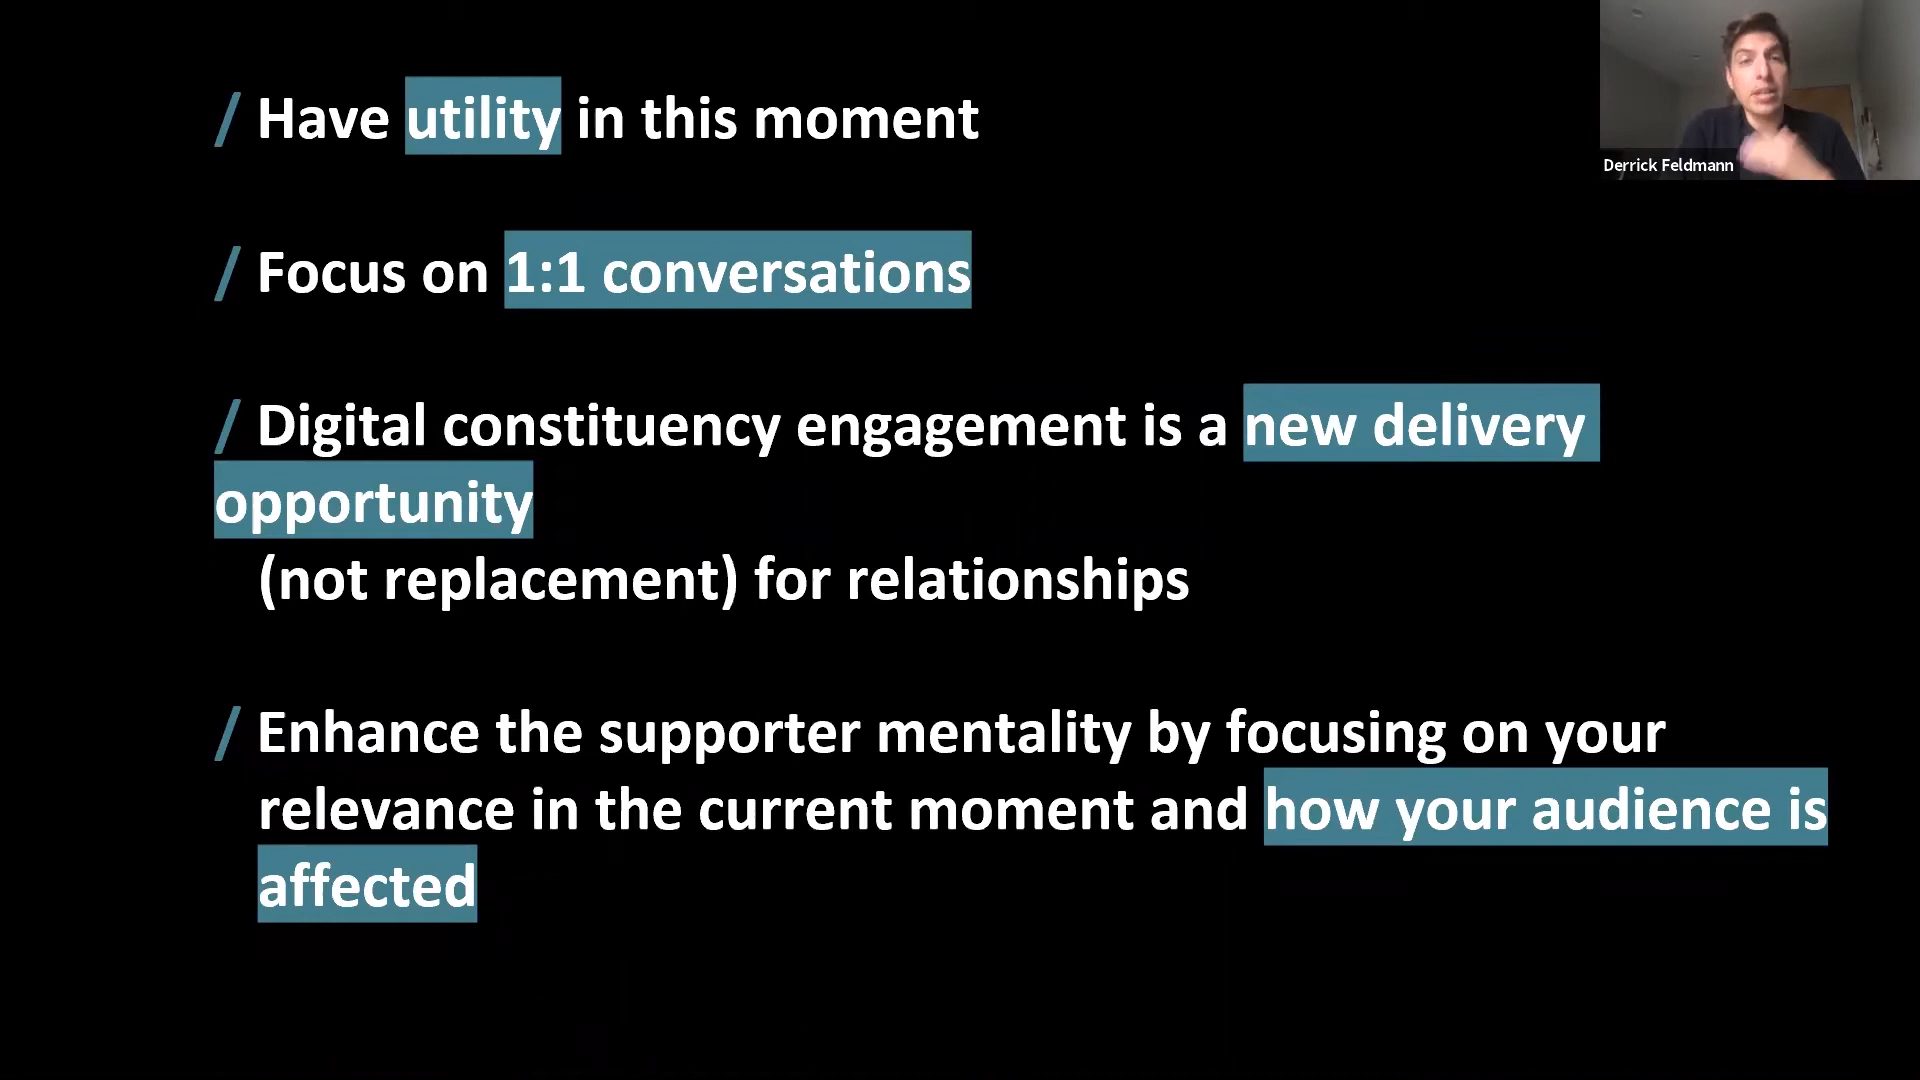 / Have utility in this moment
Derrick Feldmann
/ Focus on 1:1 conversations
/ Digital constituency engagement is a new delivery
opportunity
(not replacement) for relationships
/ Enhance the supporter mentality by focusing on your
relevance in the current moment and how your audience is
affected